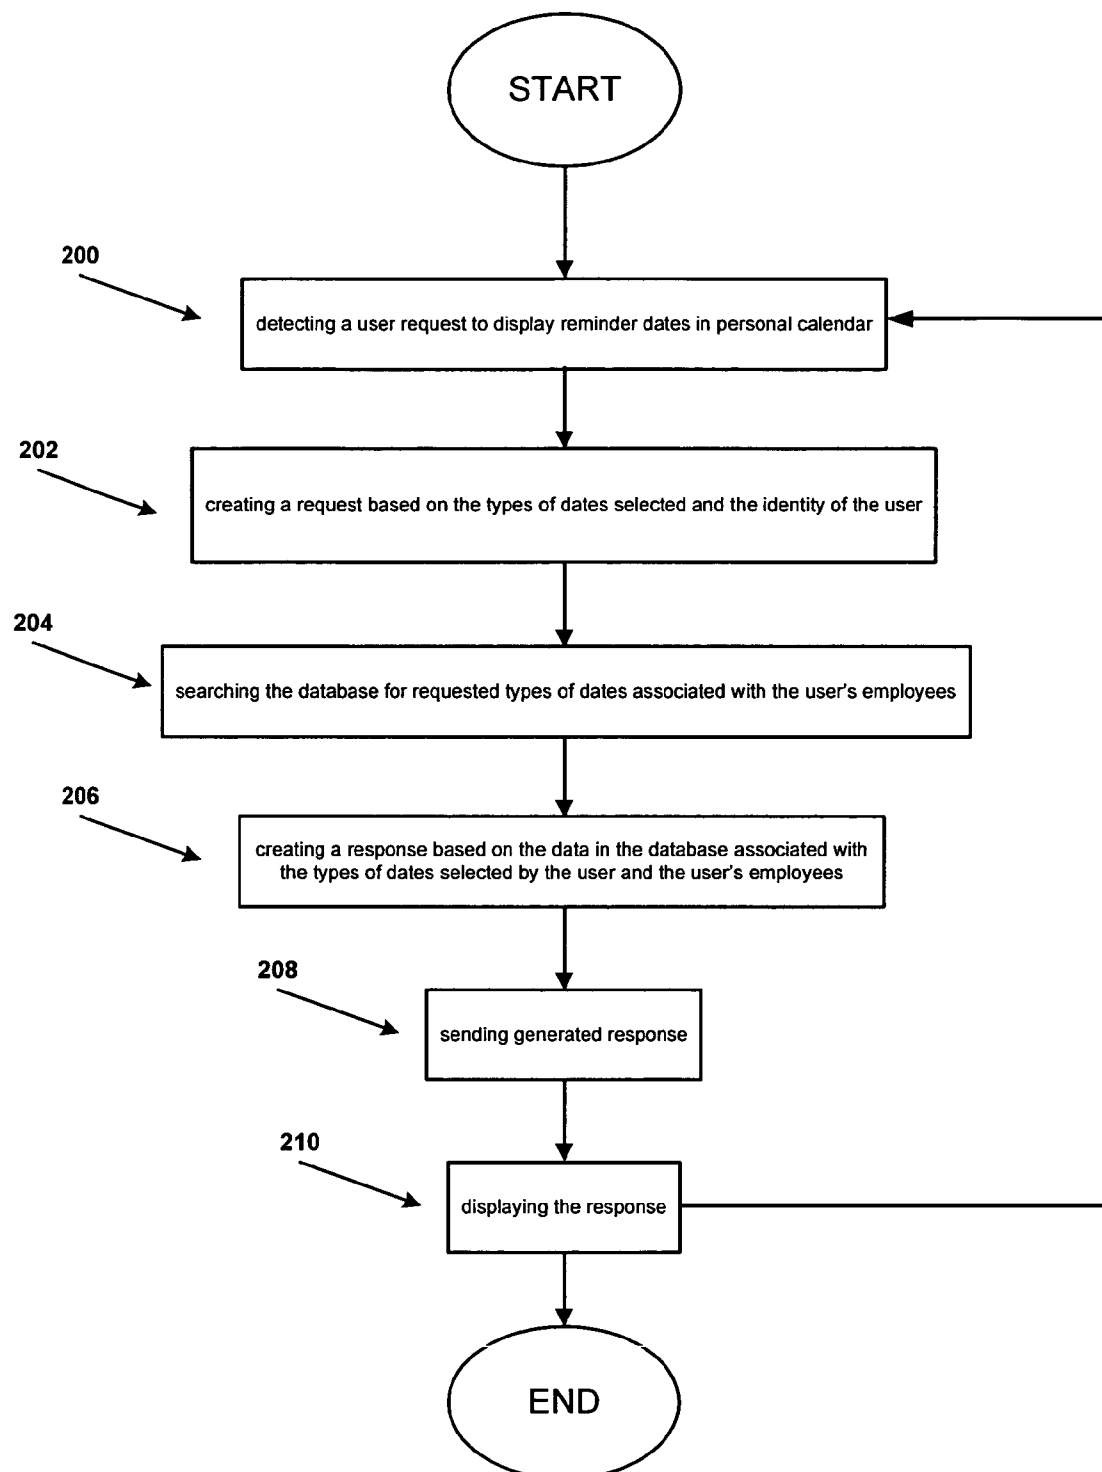 START
200
detecting a user request to display reminder dates in personal calendar
202
creating a request based on the types of dates selected and the identity of the user
204
searching the database for requested types of dates associated with the user's employees
206
creating a response based on the data in the database associated with
the types of dates selected by the user and the user's employees
208
sending generated response
210
displaying the response
END